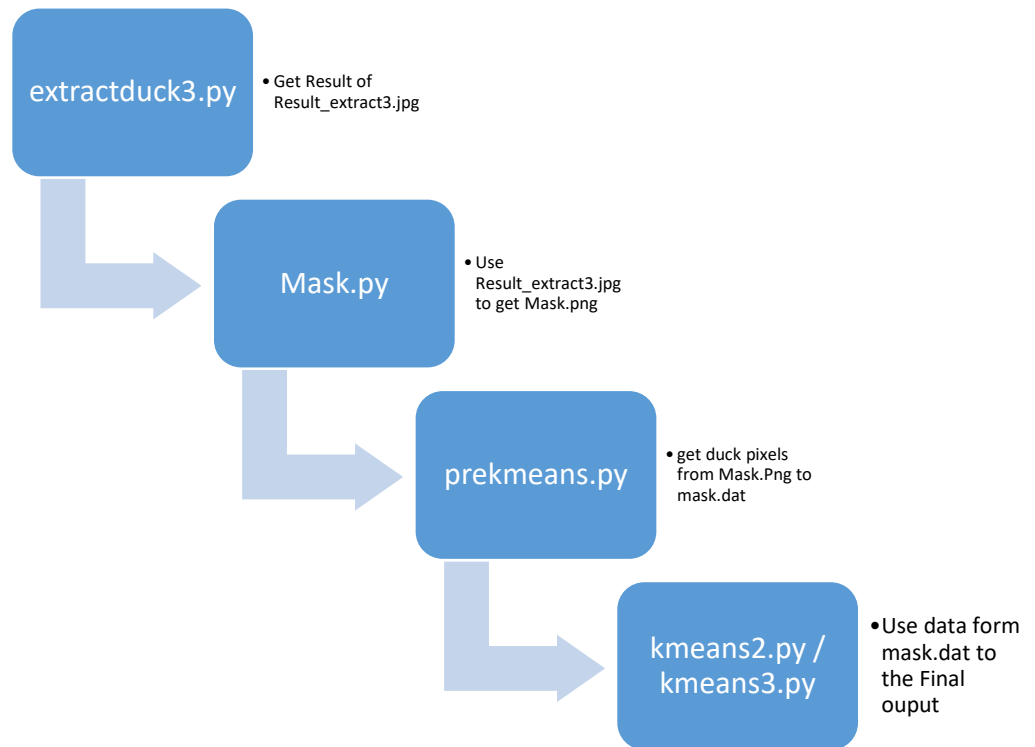 extractduck3.py
• Get Result of
Result_extract3.jpg
Mask.py
• Use
Result_extract3.jpg
to get Mask.png
prekmeans.py
• get duck pixels
from Mask.Png to
mask.dat
kmeans2.py /
kmeans3.py
•Use data form
mask.dat to
the Final
ouput